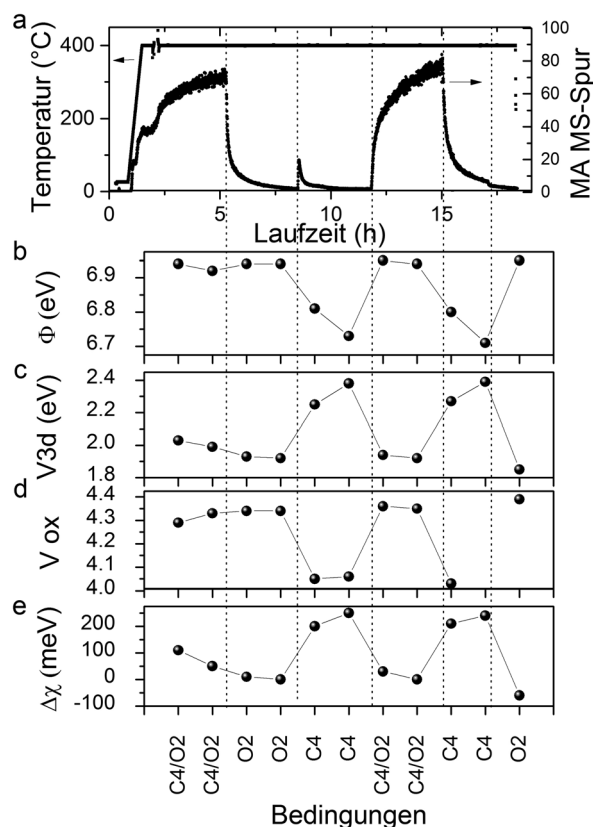 a
Temperatur (°C)
400
200
0
80
60
40
20
0
MA MS-Spur
0 5 10 15
Laufzeit (h)
b
Φ (eV)
6.9
6.8
6.7
c
V3d (eV)
2.4
2.2
2.0
1.8
d
V ox
4.4
4.3
4.2
4.1
4.0
e
Δχ (meV)
200
100
0
-100
C4/O2 C4/O2 O2 O2 C4 C4 C4/O2 C4/O2 C4 C4 O2
Bedingungen